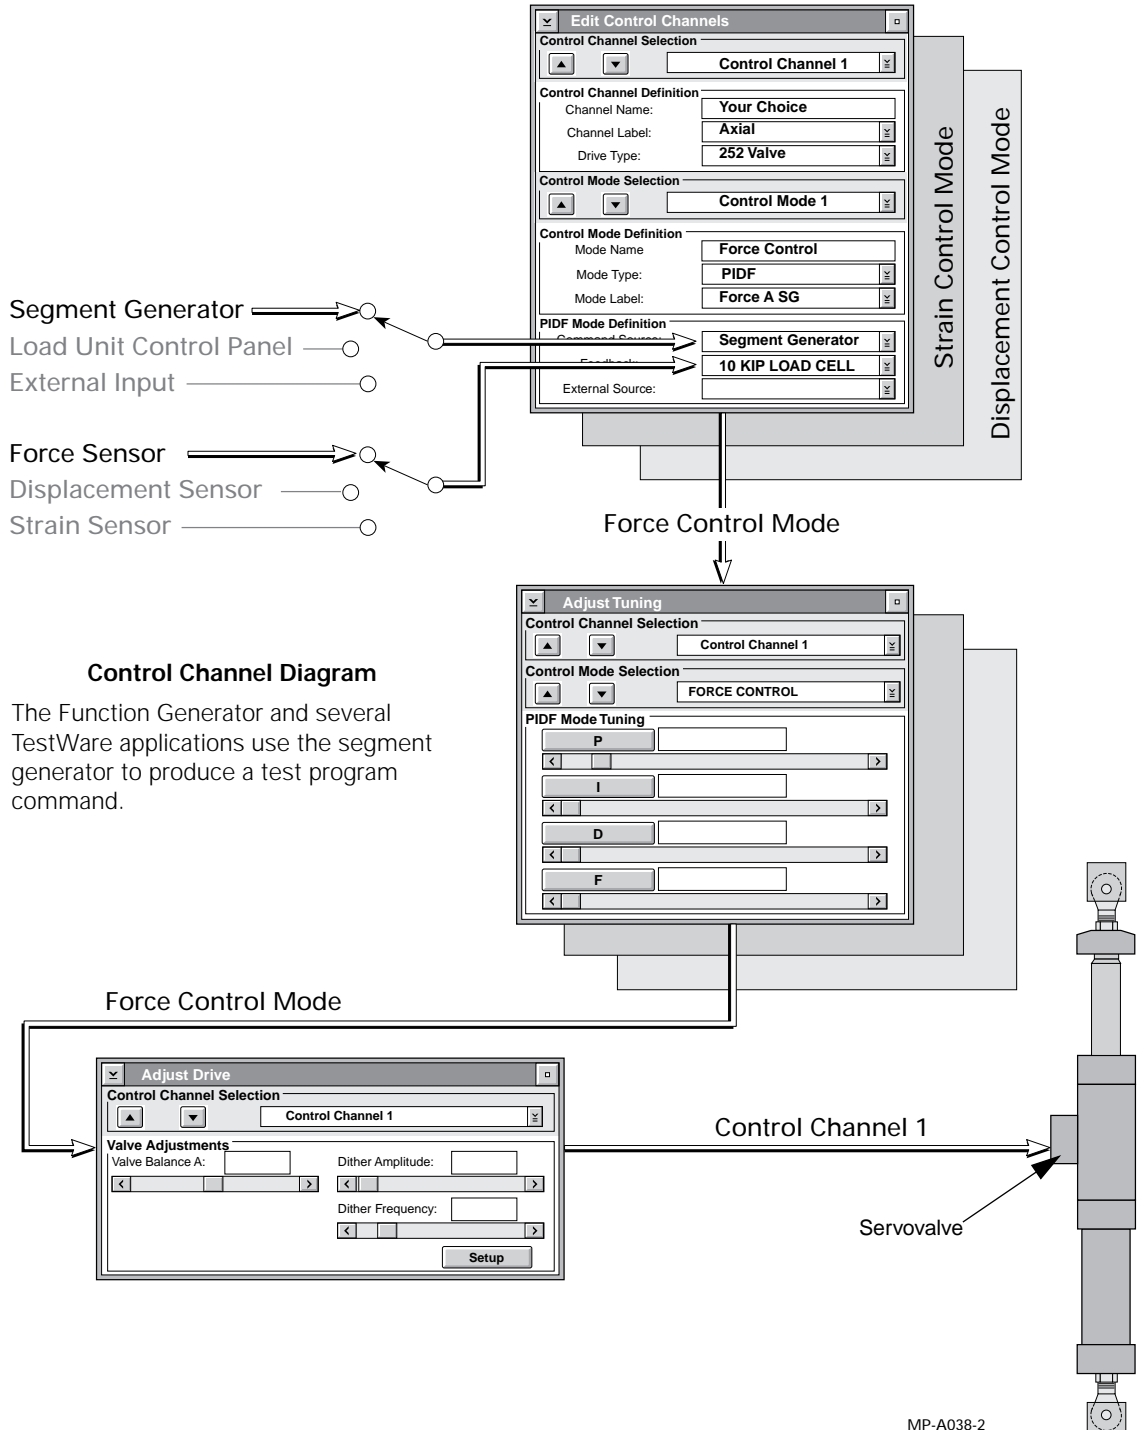 Edit Control Channels
Control Channel Selection
Control Channel 1
Control Channel Definition
Channel Name: Your Choice
Channel Label: Axial
Drive Type: 252 Valve
Control Mode Selection
Control Mode 1
Control Mode Definition
Mode Name Force Control
Mode Type: PIDF
Mode Label: Force A SG
PIDF Mode Definition
Command Source: Segment Generator
Feedback: 10 KIP LOAD CELL
External Source:
Strain Control Mode
Displacement Control Mode
Segment Generator
Load Unit Control Panel
External Input
Force Sensor
Displacement Sensor
Strain Sensor
Force Control Mode
Adjust Tuning
Control Channel Selection
Control Channel 1
Control Mode Selection
FORCE CONTROL
PIDF Mode Tuning
P
I
D
F
Control Channel Diagram
The Function Generator and several
TestWare applications use the segment
generator to produce a test program
command.
Force Control Mode
Adjust Drive
Control Channel Selection
Control Channel 1
Valve Adjustments
Valve Balance A:
Dither Amplitude:
Dither Frequency:
Setup
Control Channel 1
Servovalve
MP-A038-2